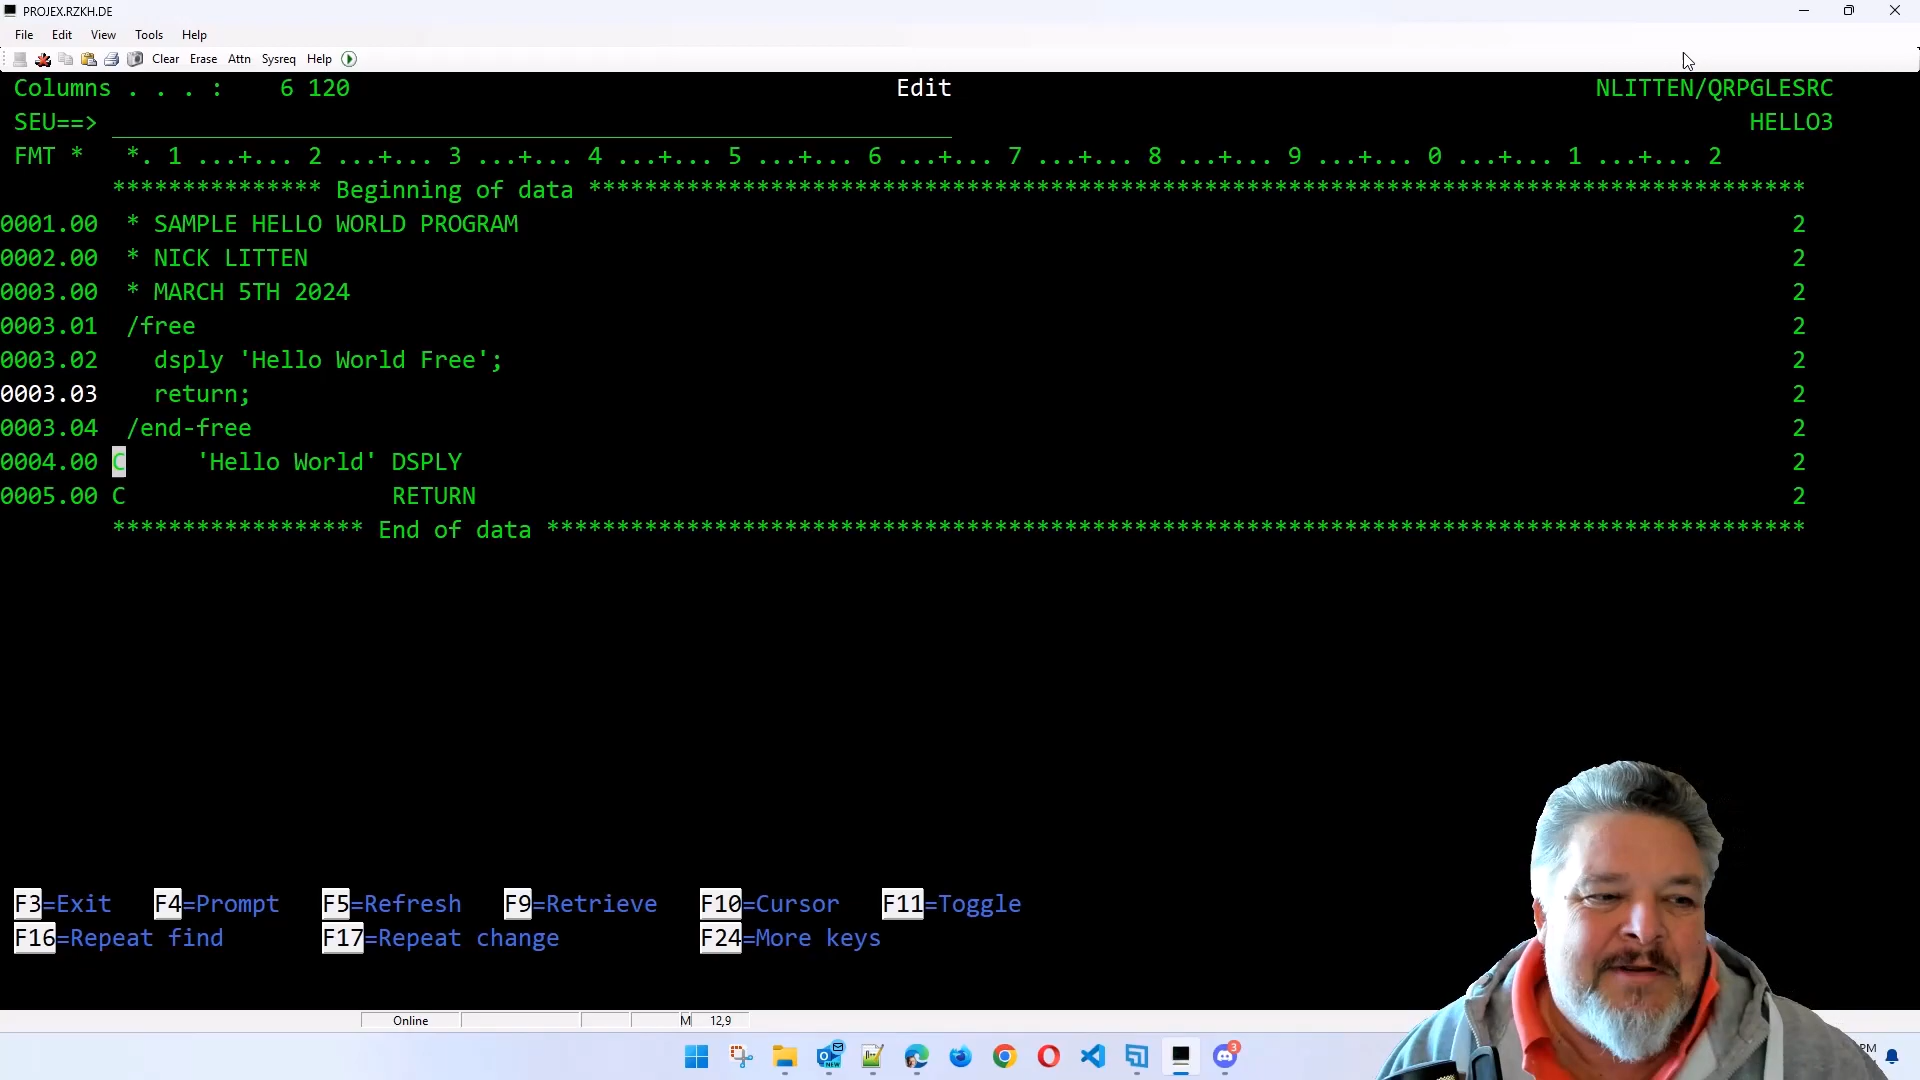 PROJEX.RZKH.DE
File Edit View Tools Help
Clear Erase Attn Sysreq Help
Columns . . . : 6 120 Edit NLITTEN/QRPGLESRC
SEU==> HELLO3
FMT * *. 1 ...+... 2 ...+... 3 ...+... 4 ...+... 5 ...+... 6 ...+... 7 ...+... 8 ...+... 9 ...+... 0 ...+... 1 ...+... 2
*************** Beginning of data ***************************************************************************************
0001.00 * SAMPLE HELLO WORLD PROGRAM 2
0002.00 * NICK LITTEN 2
0003.00 * MARCH 5TH 2024 2
0003.01 /free 2
0003.02 dsply 'Hello World Free'; 2
0003.03 return; 2
0003.04 /end-free 2
0004.00 C 'Hello World' DSPLY 2
0005.00 C RETURN 2
****************** End of data ******************************************************************************************
F3=Exit F4=Prompt F5=Refresh F9=Retrieve F10=Cursor F11=Toggle
F16=Repeat find F17=Repeat change F24=More keys
Online M 12,9
NEW 3 PM